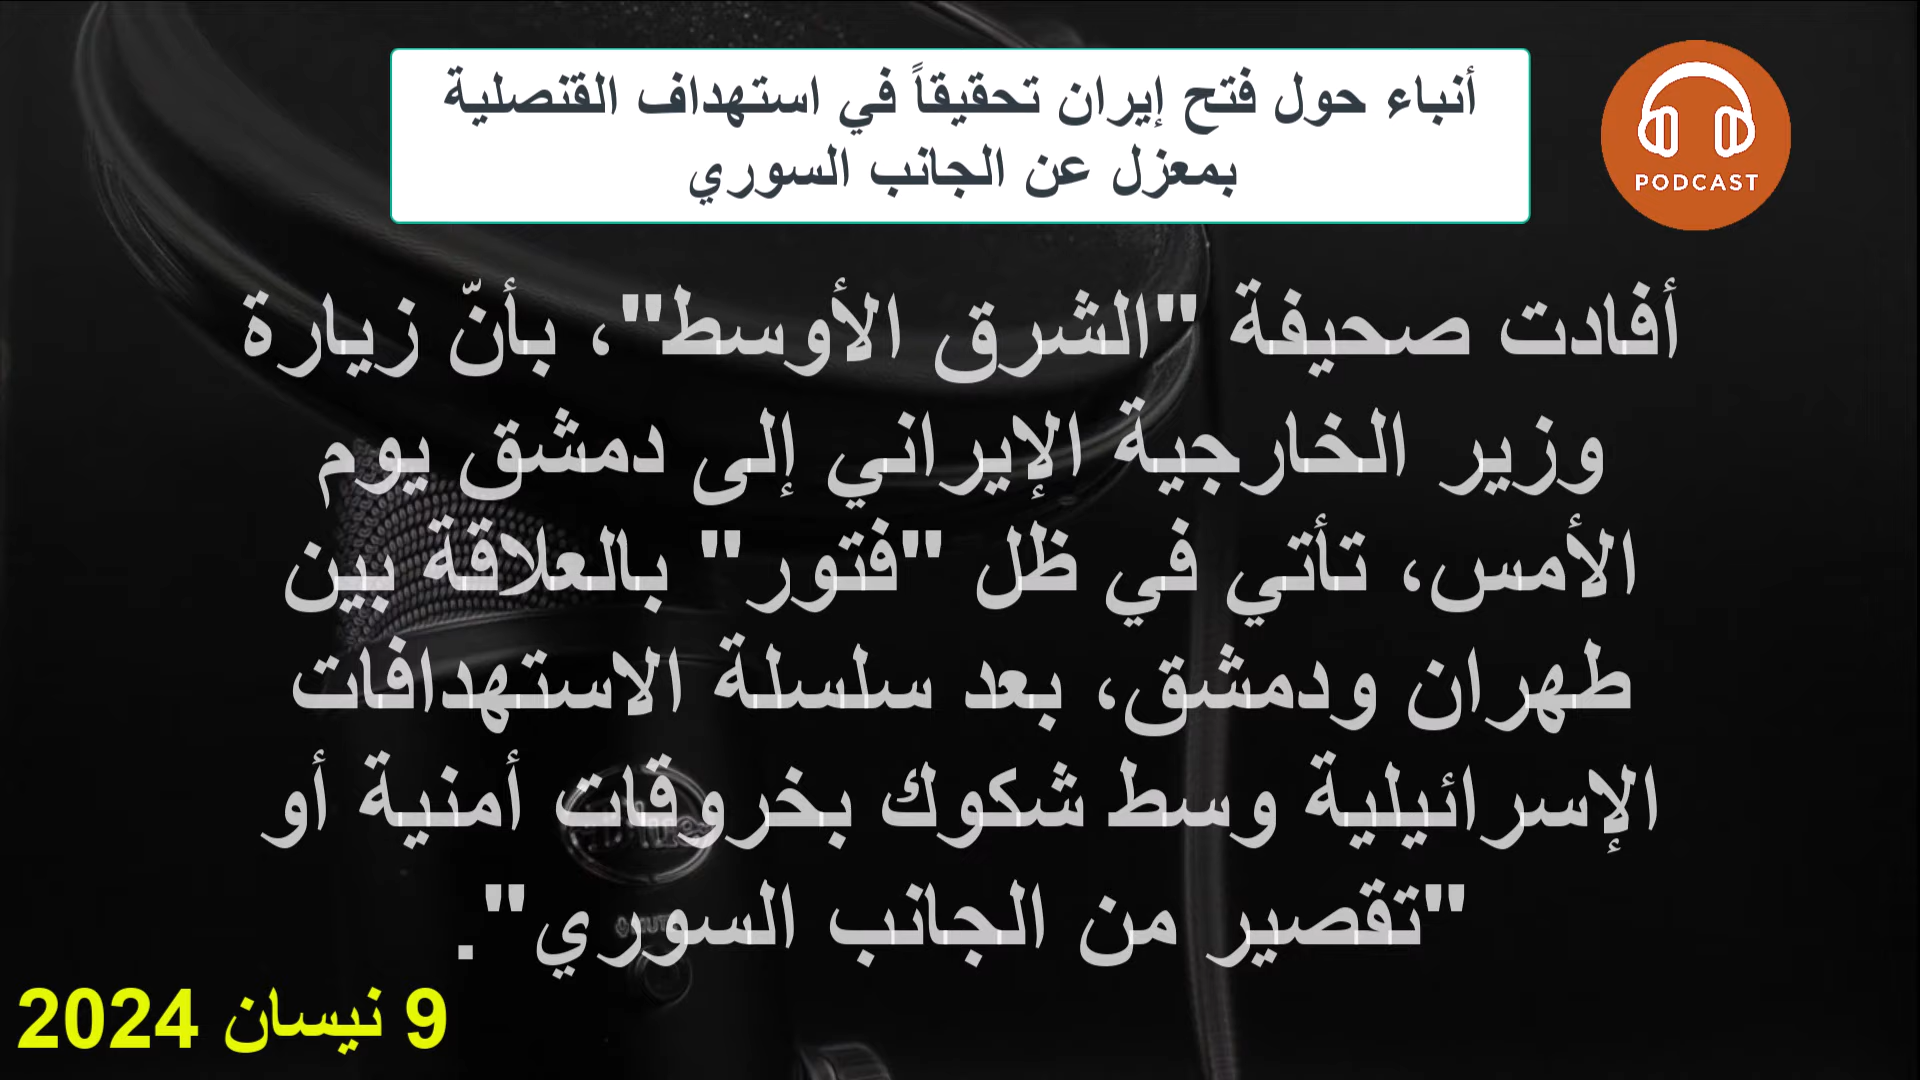 أنباء حول فتح إيران تحقيقاً في استهداف القنصلية
بمعزل عن الجانب السوري
PODCAST
أفادت صحيفة "الشرق الأوسط"، بأنّ زيارة
وزير الخارجية الإيراني إلى دمشق يوم
الأمس، تأتي في ظل "فتور" بالعلاقة بين
طهران ودمشق، بعد سلسلة الاستهدافات
الإسرائيلية وسط شكوك بخروقات أمنية أو
"تقصير من الجانب السوري".
9 نيسان 2024